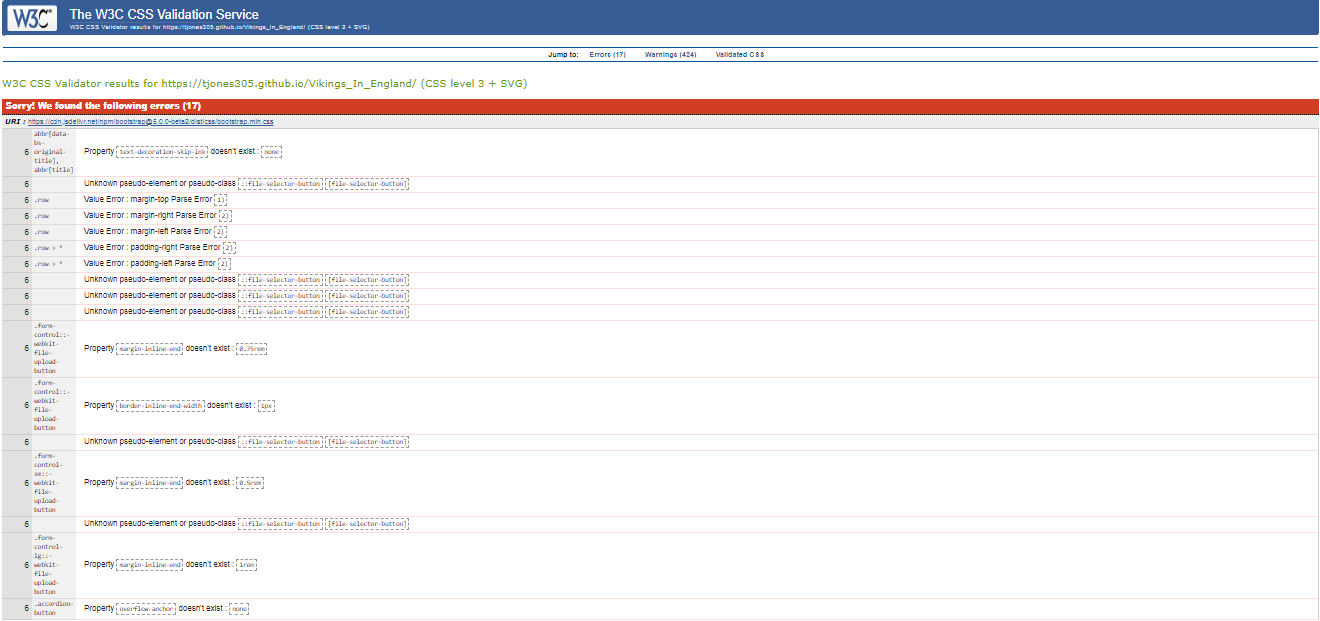 W3C
The W3C CSS Validation Service
W3C CSS Validator results for https://tjones305.github.io/Vikings_In_England/ (CSS level 3 + SVG)
Jump to: Errors (17) Warnings (424) Validated CSS
W3C CSS Validator results for https://tjones305.github.io/Vikings_In_England/ (CSS level 3 + SVG)
Sorry! We found the following errors (17)
URI : https://cdn.jsdelivr.net/npm/bootstrap@5.0.0-beta2/dist/css/bootstrap.min.css
6 abbr[data-bs-original-title], abbr[title] Property text-decoration-skip-ink doesn't exist : none
6 Unknown pseudo-element or pseudo-class ::file-selector-button [file-selector-button]
6 .row Value Error : margin-top Parse Error 1)
6 .row Value Error : margin-right Parse Error 2)
6 .row Value Error : margin-left Parse Error 2)
6 .row > * Value Error : padding-right Parse Error 2)
6 .row > * Value Error : padding-left Parse Error 2)
6 Unknown pseudo-element or pseudo-class ::file-selector-button [file-selector-button]
6 Unknown pseudo-element or pseudo-class ::file-selector-button [file-selector-button]
6 Unknown pseudo-element or pseudo-class ::file-selector-button [file-selector-button]
6 .form-control::-webkit-file-upload-button Property margin-inline-end doesn't exist : 0.75rem
6 .form-control::-webkit-file-upload-button Property border-inline-end-width doesn't exist : 1px
6 Unknown pseudo-element or pseudo-class ::file-selector-button [file-selector-button]
6 .form-control-sm::-webkit-file-upload-button Property margin-inline-end doesn't exist : 0.5rem
6 Unknown pseudo-element or pseudo-class ::file-selector-button [file-selector-button]
6 .form-control-lg::-webkit-file-upload-button Property margin-inline-end doesn't exist : 1rem
6 .accordion-button Property overflow-anchor doesn't exist : none